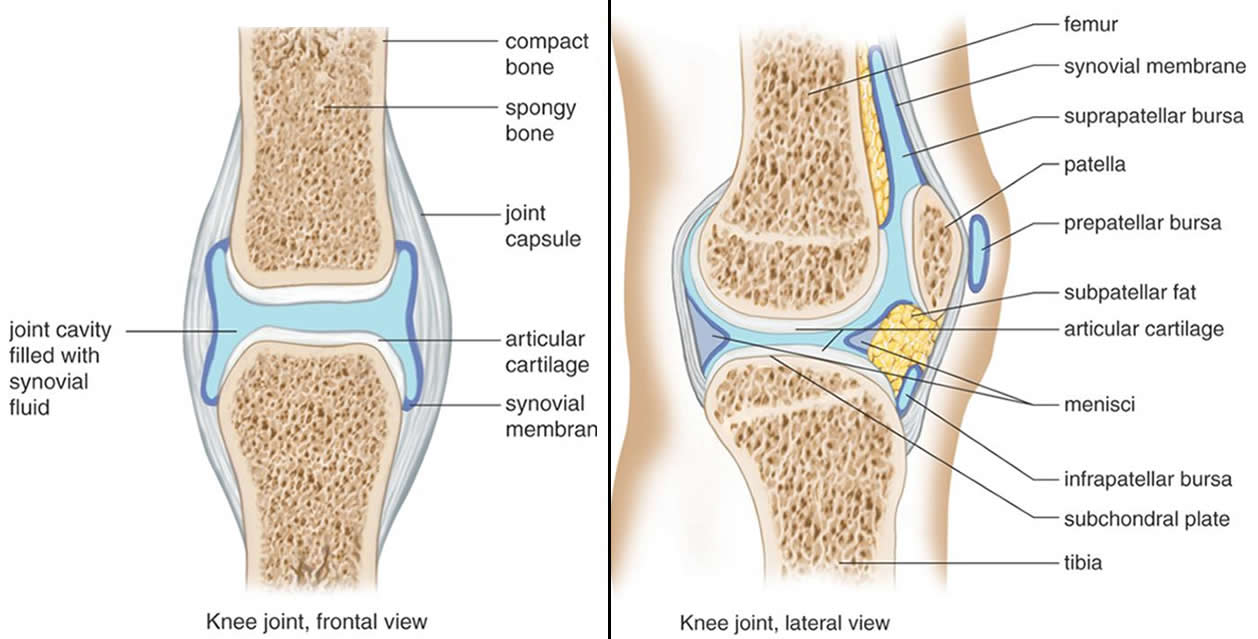 compact
bone
spongy
bone
joint
capsule
joint cavity
filled with
synovial
fluid
articular
cartilage
synovial
membran
Knee joint, frontal view
femur
synovial membrane
suprapatellar bursa
patella
prepatellar bursa
subpatellar fat
articular cartilage
menisci
infrapatellar bursa
subchondral plate
tibia
Knee joint, lateral view